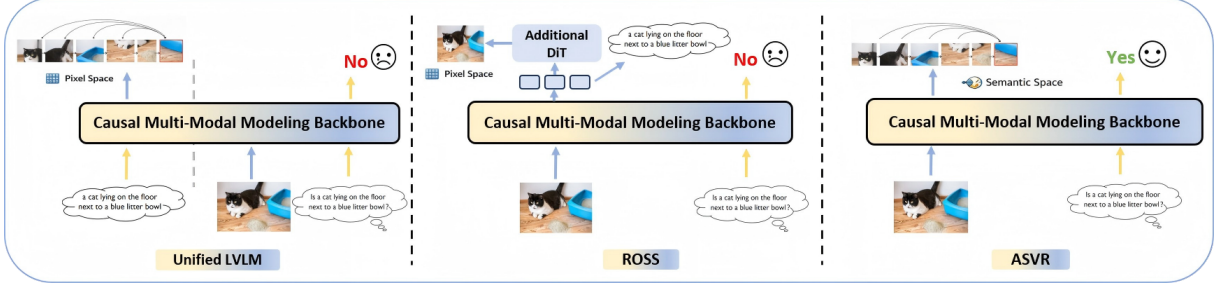 No
Pixel Space
Causal Multi-Modal Modeling Backbone
a cat lying on the floor
next to a blue litter bowl
Is a cat lying on the floor
next to a blue litter bowl?
Unified LVLM
Additional
DiT
a cat lying on the floor
next to a blue litter bowl
Pixel Space
No
Causal Multi-Modal Modeling Backbone
Is a cat lying on the floor
next to a blue litter bowl?
ROSS
Yes
Semantic Space
Causal Multi-Modal Modeling Backbone
Is a cat lying on the floor
next to a blue litter bowl?
ASVR